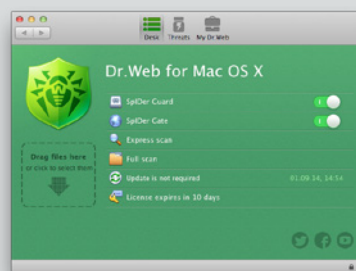 Desk Threats My Dr.Web
Dr.Web for Mac OS X
SpIDer Guard
SpIDer Gate
Express scan
Full scan
Update is not required 01.09.14, 14:54
License expires in 10 days
Drag files here
or click to select them